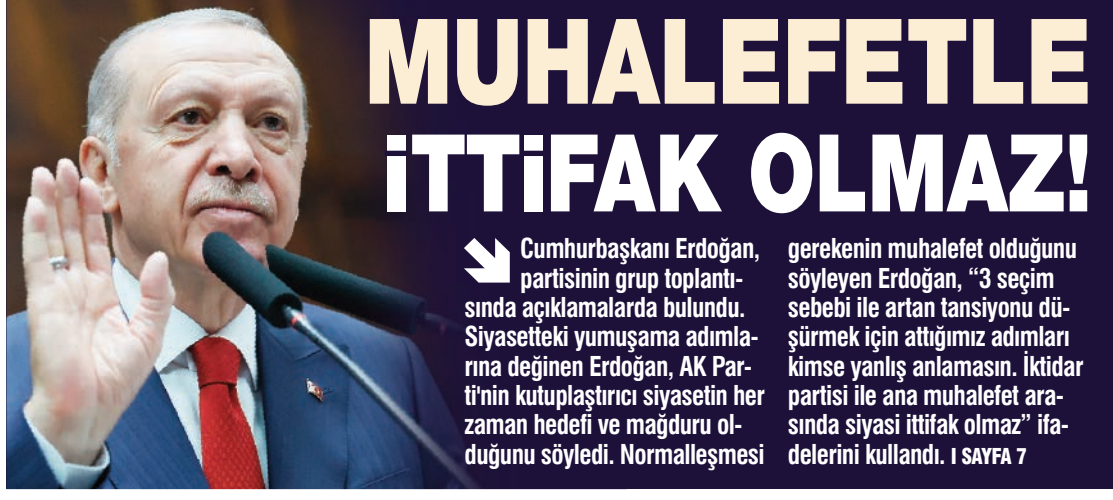 MUHALEFETLE
İTTİFAK OLMAZ!
Cumhurbaşkanı Erdoğan,
partisinin grup toplantı-
sında açıklamalarda bulundu.
Siyasetteki yumuşama adımla-
rına değinen Erdoğan, AK Par-
ti'nin kutuplaştırıcı siyasetin her
zaman hedefi ve mağduru ol-
duğunu söyledi. Normalleşmesi
gerekenin muhalefet olduğunu
söyleyen Erdoğan, “3 seçim
sebebi ile artan tansiyonu dü-
şürmek için attığımız adımları
kimse yanlış anlamasın. İktidar
partisi ile ana muhalefet ara-
sında siyasi ittifak olmaz” ifa-
delerini kullandı. I SAYFA 7